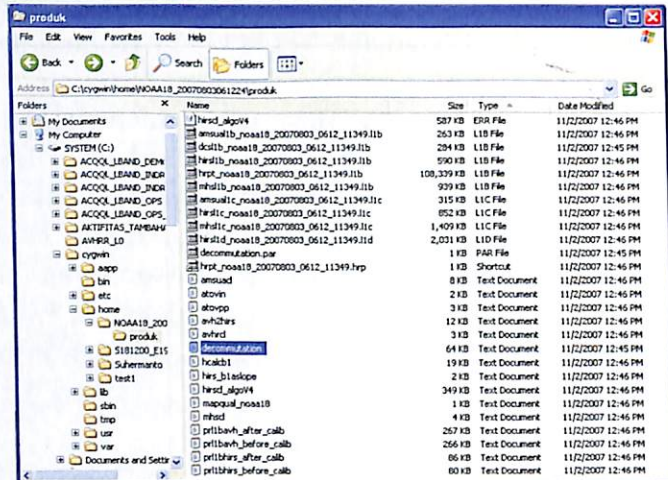 produk
File Edit View Favorites Tools Help
Back Search Folders
Address C:\cygwin\home\NOAA18_20070803061224\produk Go
Folders × Name Size Type Date Modified
My Documents hirsd_algoV4 587 KB ERR File 11/2/2007 12:46 PM
My Computer amsual1b_noaa18_20070803_0612_11349.l1b 263 KB L1B File 11/2/2007 12:46 PM
SYSTEM (C:) dcsl1b_noaa18_20070803_0612_11349.l1b 284 KB L1B File 11/2/2007 12:45 PM
ACQQL_LBAND_DEM hirsl1b_noaa18_20070803_0612_11349.l1b 590 KB L1B File 11/2/2007 12:46 PM
ACQQL_LBAND_INDR hrpt_noaa18_20070803_0612_11349.l1b 108,339 KB L1B File 11/2/2007 12:46 PM
ACQQL_LBAND_INDR mhsl1b_noaa18_20070803_0612_11349.l1b 939 KB L1B File 11/2/2007 12:46 PM
ACQQL_LBAND_OPS amsual1c_noaa18_20070803_0612_11349.l1c 315 KB L1C File 11/2/2007 12:46 PM
ACQQL_LBAND_OPS_ hirsl1c_noaa18_20070803_0612_11349.l1c 852 KB L1C File 11/2/2007 12:46 PM
AKTIFITAS_TAMBAHA mhsl1c_noaa18_20070803_0612_11349.l1c 1,409 KB L1C File 11/2/2007 12:46 PM
AVHRR_L0 hirsl1d_noaa18_20070803_0612_11349.l1d 2,031 KB L1D File 11/2/2007 12:46 PM
cygwin decommutation.par 1 KB PAR File 11/2/2007 12:45 PM
aapp hrpt_noaa18_20070803_0612_11349.hrp 1 KB Shortcut 11/2/2007 12:46 PM
bin amsuad 8 KB Text Document 11/2/2007 12:46 PM
etc atovin 2 KB Text Document 11/2/2007 12:46 PM
home atovpp 3 KB Text Document 11/2/2007 12:46 PM
NOAA18_200 avh2hirs 12 KB Text Document 11/2/2007 12:46 PM
produk avhrcl 3 KB Text Document 11/2/2007 12:46 PM
S181200_E15 decommutation 64 KB Text Document 11/2/2007 12:45 PM
Suhermanto hcalcb1 19 KB Text Document 11/2/2007 12:46 PM
test1 hirs_b1aslope 2 KB Text Document 11/2/2007 12:46 PM
lib hirsd_algoV4 349 KB Text Document 11/2/2007 12:46 PM
sbin mapqual_noaa18 1 KB Text Document 11/2/2007 12:46 PM
tmp mhsd 4 KB Text Document 11/2/2007 12:46 PM
usr prl1bavh_after_calib 267 KB Text Document 11/2/2007 12:46 PM
var prl1bavh_before_calib 266 KB Text Document 11/2/2007 12:46 PM
Documents and Settin prl1bhirs_after_calib 86 KB Text Document 11/2/2007 12:46 PM
prl1bhirs_before_calib 80 KB Text Document 11/2/2007 12:46 PM